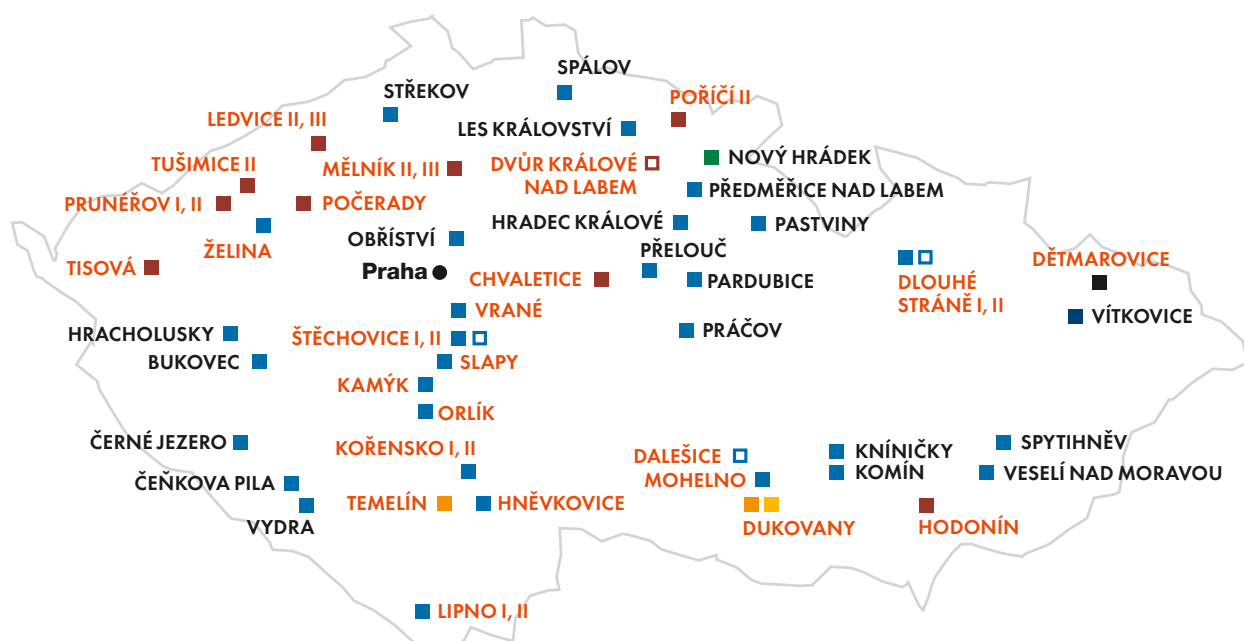 SPÁLOV
STŘEKOV
POŘÍČÍ II
LEDVICE II, III
LES KRÁLOVSTVÍ
TUŠIMICE II
MĚLNÍK II, III
DVŮR KRÁLOVÉ
NAD LABEM
NOVÝ HRÁDEK
PŘEDMĚŘICE NAD LABEM
PRUNÉŘOV I, II
POČERADY
HRADEC KRÁLOVÉ
PASTVINY
ŽELINA
OBŘÍSTVÍ
PŘELOUČ
TISOVÁ
Praha
CHVALETICE
PARDUBICE
DLOUHÉ
STRÁNĚ I, II
DĚTMAROVICE
VRANÉ
VÍTKOVICE
HRACHOLUSKY
ŠTĚCHOVICE I, II
PRÁČOV
BUKOVEC
SLAPY
KAMÝK
ORLÍK
ČERNÉ JEZERO
KOŘENSKO I, II
DALEŠICE
MOHELNO
KNÍNIČKY
KOMÍN
SPYTIHNĚV
VESELÍ NAD MORAVOU
ČEŇKOVA PILA
TEMELÍN
HNĚVKOVICE
VYDRA
DUKOVANY
HODONÍN
LIPNO I, II